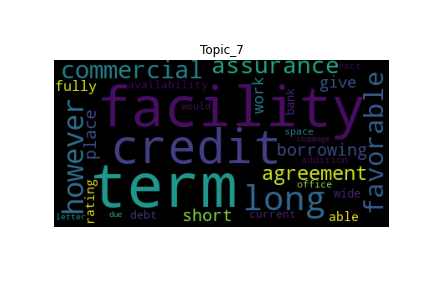 Topic_7
commercial
assurance
fast
fully
availability
work
bank
give
favorable
facility
would
however
place
credit
space
stoppage
borrowing
addition
term
agreement
rating
long
office
wide
letter
due
debt
short
current
able